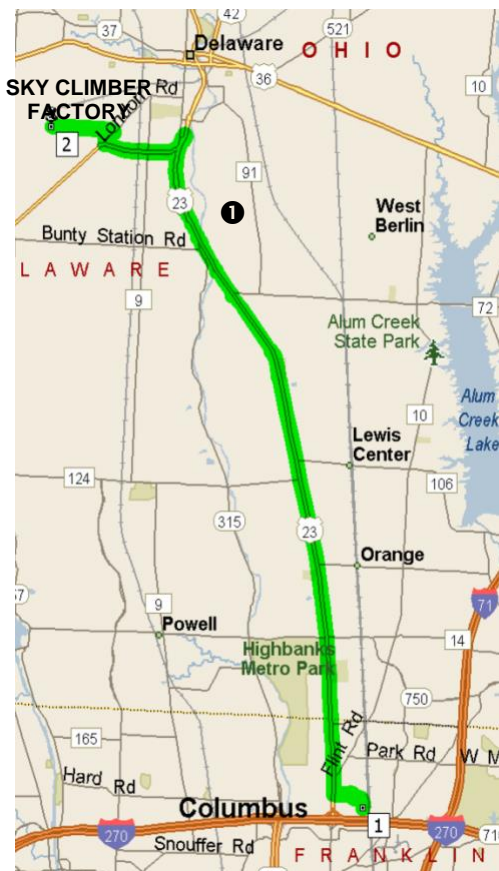 37
42
521
Delaware
OHIO
36
10
SKY CLIMBER
FACTORY
London Rd
2
91
23
❶
West
Berlin
Bunty Station Rd
LAWARE
9
72
Alum Creek
State Park
10
Alum
Creek
Lake
Lewis
Center
124
106
315
23
Orange
71
9
Powell
14
Highbanks
Metro Park
750
Flint Rd
165
Park Rd
W M
Hard Rd
Columbus
1
270
270
710
Snouffer Rd
FRANKLIN